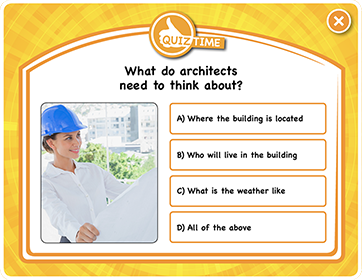 QUIZ TIME
What do architects
need to think about?
A) Where the building is located
B) Who will live in the building
C) What is the weather like
D) All of the above